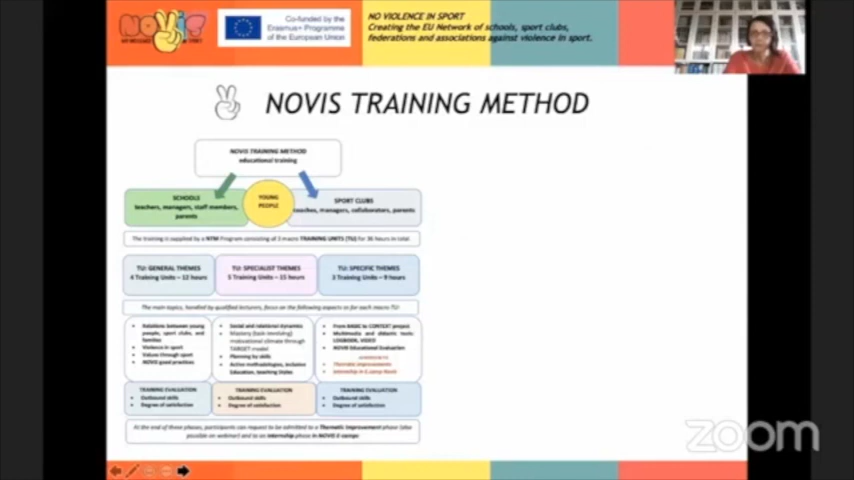 NOVIS
NO VIOLENCE IN SPORT
Co-funded by the
Erasmus+ Programme
of the European Union
NO VIOLENCE IN SPORT
Creating the EU Network of schools, sport clubs,
federations and associations against violence in sport.
NOVIS TRAINING METHOD
NOVIS TRAINING METHOD
educational training
SCHOOLS
teachers, managers, staff members,
parents
YOUNG
PEOPLE
SPORT CLUBS
coaches, managers, collaborators, parents
The training is supplied by a NTM Program consisting of 3 macro TRAINING UNITS (TU) for 36 hours in total.
TU: GENERAL THEMES
4 Training Units – 12 hours
TU: SPECIALIST THEMES
5 Training Units – 15 hours
TU: SPECIFIC THEMES
3 Training Units – 9 hours
The main topics, handled by qualified lecturers, focus on the following aspects for each macro TU:
Relations between young
people, sport clubs, and
families
Violence in sport
Values through sport
NOVIS good practices
Social and relational dynamics
Mastery (task involving)
motivational climate through
TARGET model
Planning by skills
Active methodologies, Inclusive
Education, teaching Styles
From BASIC to CONTEXT project
Multimedia and didactic tools:
LOGBOOK, VIDEO
NOVIS Educational Evaluation
Thematic Improvements
Internship in E-camp NoVis
TRAINING EVALUATION
Outbound skills
Degree of satisfaction
TRAINING EVALUATION
Outbound skills
Degree of satisfaction
TRAINING EVALUATION
Outbound skills
Degree of satisfaction
At the end of these phases, participants can request to be admitted to a Thematic improvement phase (also
possible on webinar) and to an internship phase in NOVIS E-camps
zoom